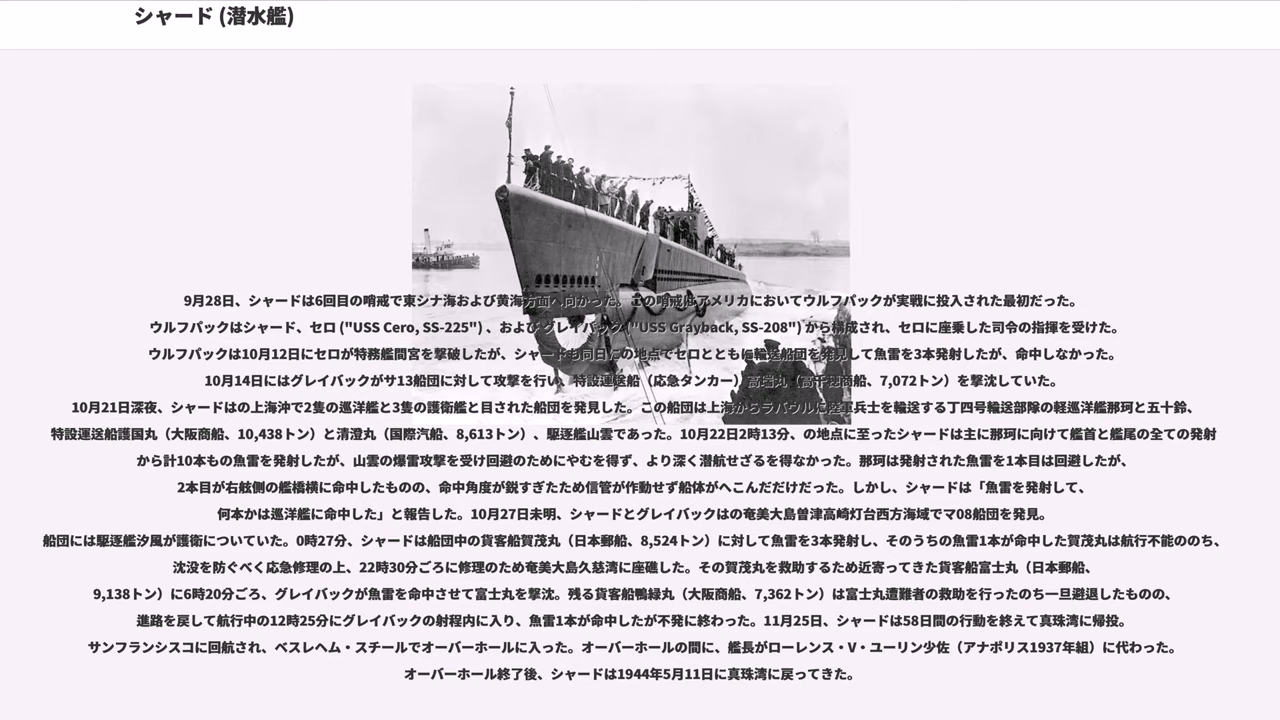 シャード (潜水艦)
9月28日、シャードは6回目の哨戒で東シナ海および黄海方面へ向かった。この哨戒はアメリカにおいてウルフパックが実戦に投入された最初だった。
ウルフパックはシャード、セロ ("USS Cero, SS-225") 、およびグレイバック ("USS Grayback, SS-208") から構成され、セロに座乗した司令の指揮を受けた。
ウルフパックは10月12日にセロが特務艦間宮を撃破したが、シャードも同日にの地点でセロとともに輸送船団を発見して魚雷を3本発射したが、命中しなかった。
10月14日にはグレイバックがサ13船団に対して攻撃を行い、特設運送船（応急タンカー）高瑞丸（高千穂商船、7,072トン）を撃沈していた。
10月21日深夜、シャードはの上海沖で2隻の巡洋艦と3隻の護衛艦と目された船団を発見した。この船団は上海からラバウルに陸軍兵士を輸送する丁四号輸送部隊の軽巡洋艦那珂と五十鈴、
特設運送船護国丸（大阪商船、10,438トン）と清澄丸（国際汽船、8,613トン）、駆逐艦山雲であった。10月22日2時13分、の地点に至ったシャードは主に那珂に向けて艦首と艦尾の全ての発射
から計10本もの魚雷を発射したが、山雲の爆雷攻撃を受け回避のためにやむを得ず、より深く潜航せざるを得なかった。那珂は発射された魚雷を1本目は回避したが、
2本目が右舷側の艦橋横に命中したものの、命中角度が鋭すぎたため信管が作動せず船体がへこんだだけだった。しかし、シャードは「魚雷を発射して、
何本かは巡洋艦に命中した」と報告した。10月27日未明、シャードとグレイバックはの奄美大島曽津高崎灯台西方海域でマ08船団を発見。
船団には駆逐艦汐風が護衛についていた。0時27分、シャードは船団中の貨客船賀茂丸（日本郵船、8,524トン）に対して魚雷を3本発射し、そのうちの魚雷1本が命中した賀茂丸は航行不能ののち、
沈没を防ぐべく応急修理の上、22時30分ごろに修理のため奄美大島久慈湾に座礁した。その賀茂丸を救助するため近寄ってきた貨客船富士丸（日本郵船、
9,138トン）に6時20分ごろ、グレイバックが魚雷を命中させて富士丸を撃沈。残る貨客船鴨緑丸（大阪商船、7,362トン）は富士丸遭難者の救助を行ったのち一旦避退したものの、
進路を戻して航行中の12時25分にグレイバックの射程内に入り、魚雷1本が命中したが不発に終わった。11月25日、シャードは58日間の行動を終えて真珠湾に帰投。
サンフランシスコに回航され、ベスレヘム・スチールでオーバーホールに入った。オーバーホールの間に、艦長がローレンス・V・ユーリン少佐（アナポリス1937年組）に代わった。
オーバーホール終了後、シャードは1944年5月11日に真珠湾に戻ってきた。